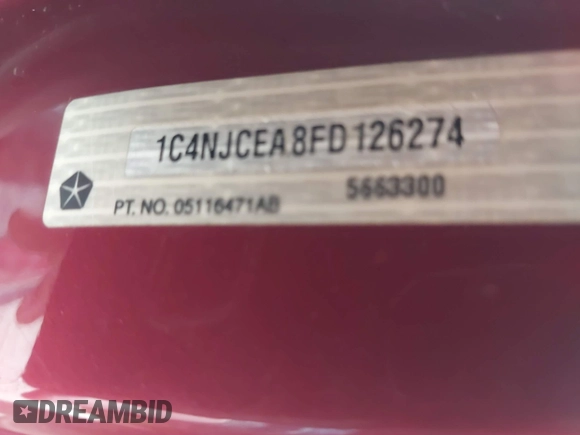 1C4NJCEA8FD126274
5663300
PT. NO. 05116471AB
DREAMBID